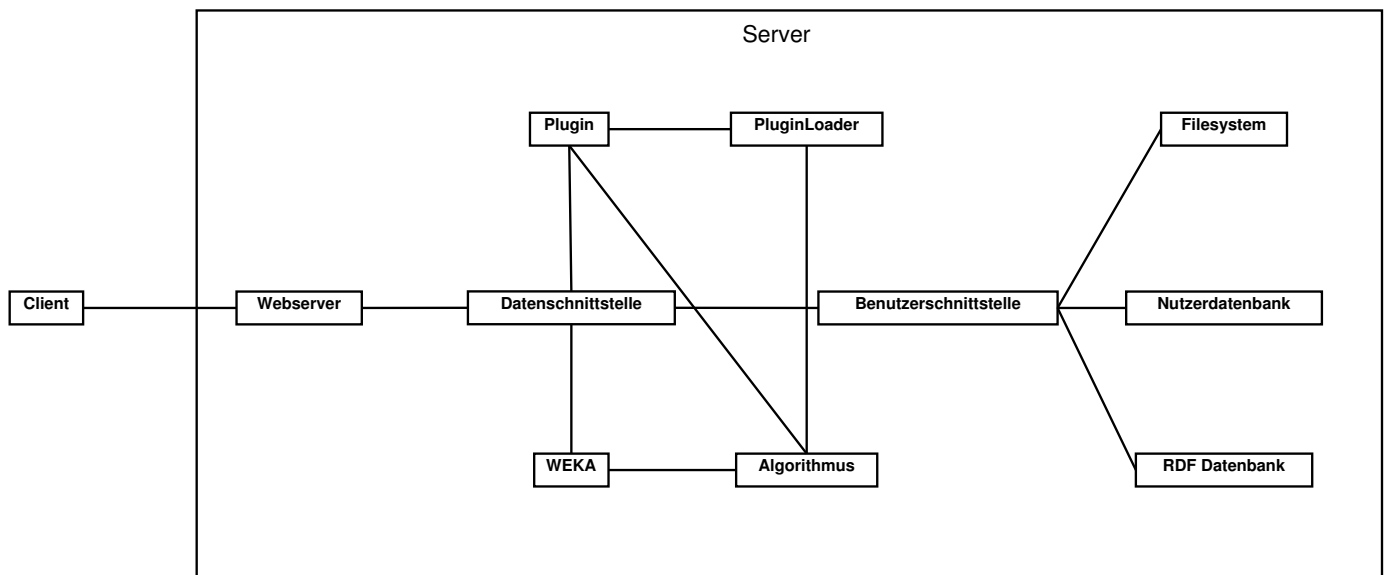 Server
Plugin
PluginLoader
Filesystem
Client
Webserver
Datenschnittstelle
Benutzerschnittstelle
Nutzerdatenbank
WEKA
Algorithmus
RDF Datenbank